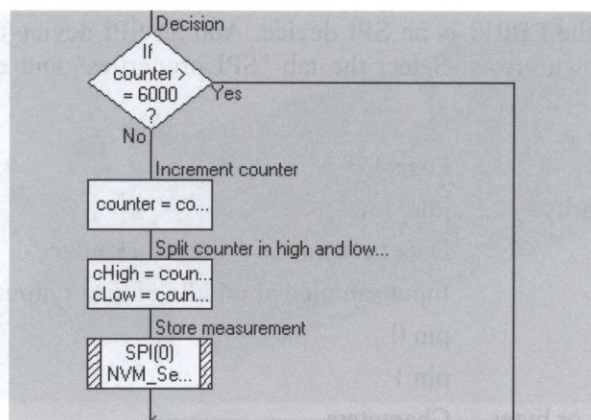 Decision
If
counter >
= 6000
?
Yes
No
Increment counter
counter = co...
Split counter in high and low...
cHigh = coun...
cLow = coun...
Store measurement
SPI(0)
NVM_Se...